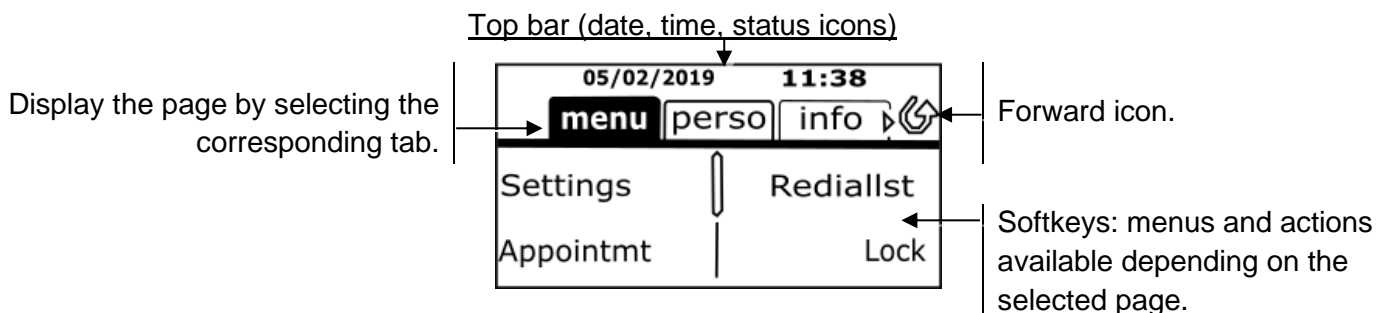 Top bar (date, time, status icons)
05/02/2019 11:38
Display the page by selecting the
corresponding tab.
menu perso info
Forward icon.
Settings Rediallst
Appointmt Lock
Softkeys: menus and actions
available depending on the
selected page.